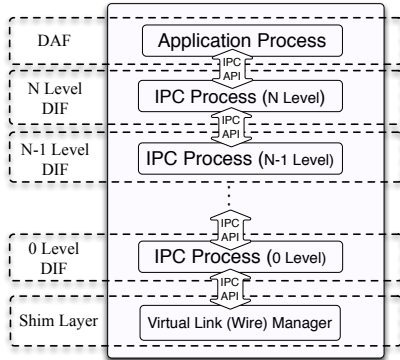 DAF
Application Process
IPC
API
N Level
DIF
IPC Process (N Level)
IPC
API
N-1 Level
DIF
IPC Process (N-1 Level)
IPC
API
0 Level
DIF
IPC Process (0 Level)
IPC
API
Shim Layer
Virtual Link (Wire) Manager